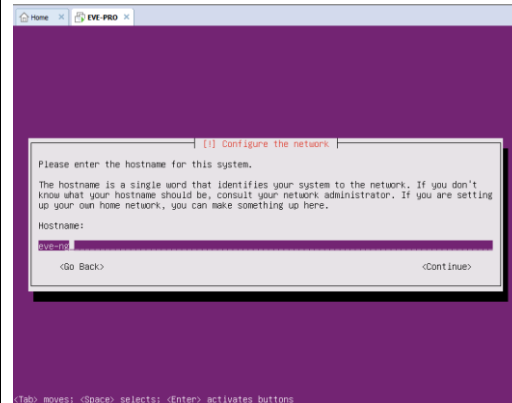 Home × EVE-PRO ×
[!] Configure the network
Please enter the hostname for this system.
The hostname is a single word that identifies your system to the network. If you don't
know what your hostname should be, consult your network administrator. If you are setting
up your own home network, you can make something up here.
Hostname:
eve-ng
<Go Back> <Continue>
<Tab> moves; <Space> selects; <Enter> activates buttons